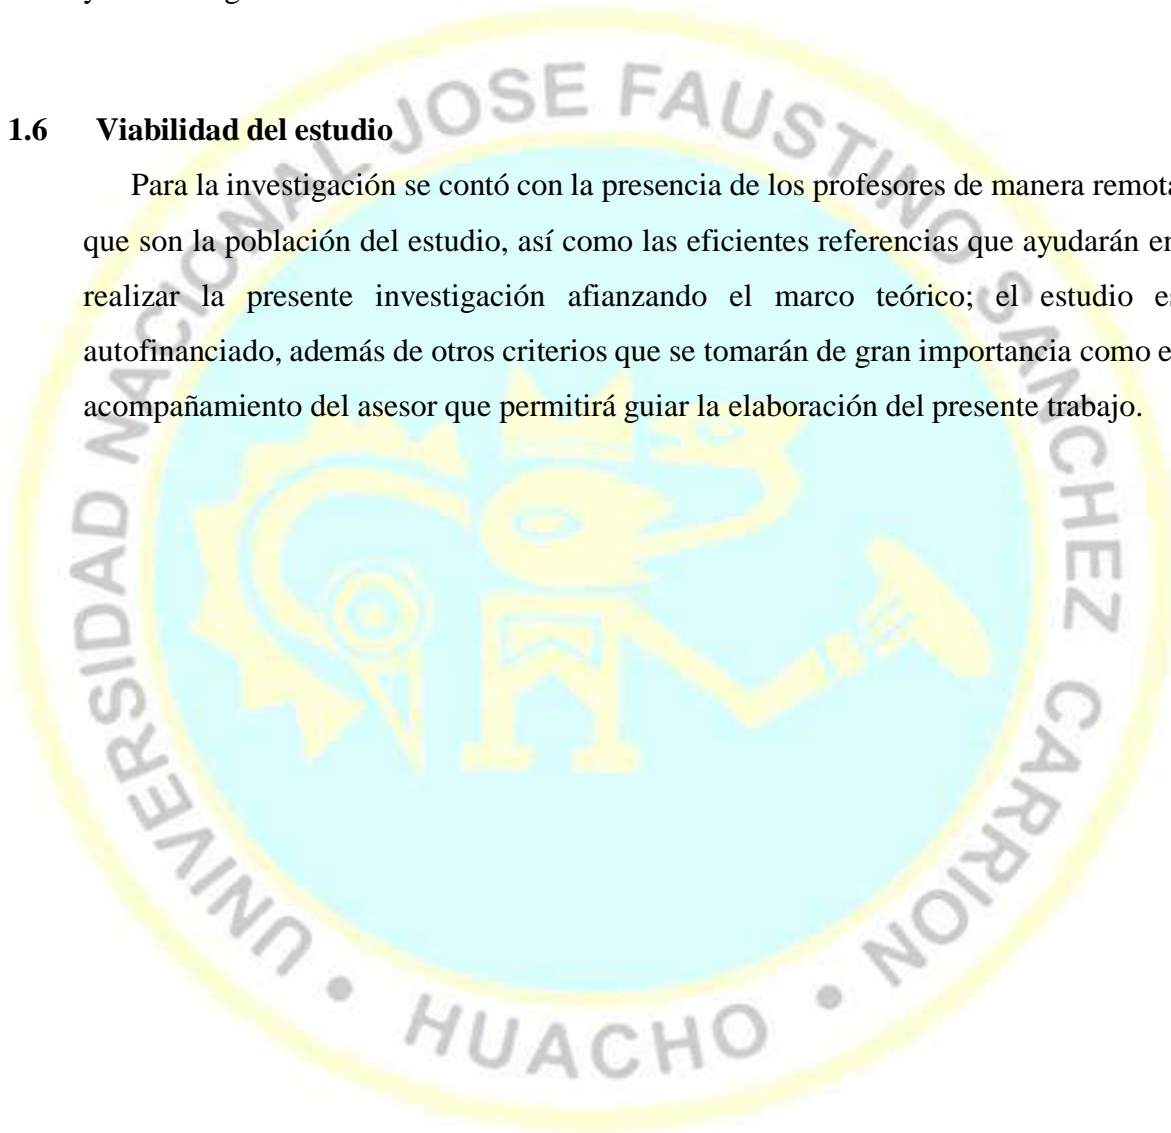 1.6 Viabilidad del estudio
Para la investigación se contó con la presencia de los profesores de manera remota
que son la población del estudio, así como las eficientes referencias que ayudarán en
realizar la presente investigación afianzando el marco teórico; el estudio es
autofinanciado, además de otros criterios que se tomarán de gran importancia como e
acompañamiento del asesor que permitirá guiar la elaboración del presente trabajo.
UNIVERSIDAD NACIONAL JOSE FAUSTINO SANCHEZ CARRION
• HUACHO •